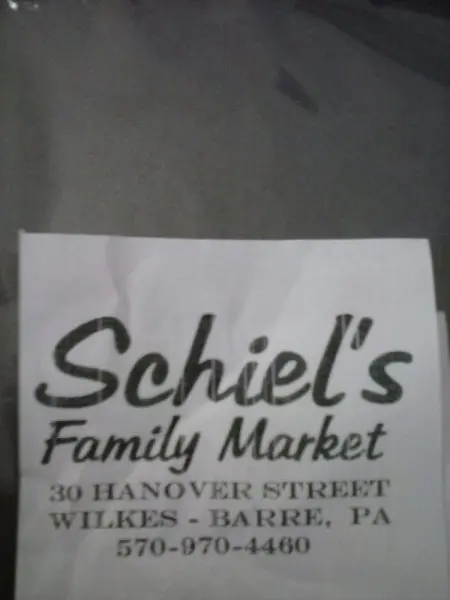 Schiel's
Family Market
30 HANOVER STREET
WILKES - BARRE, PA
570-970-4460